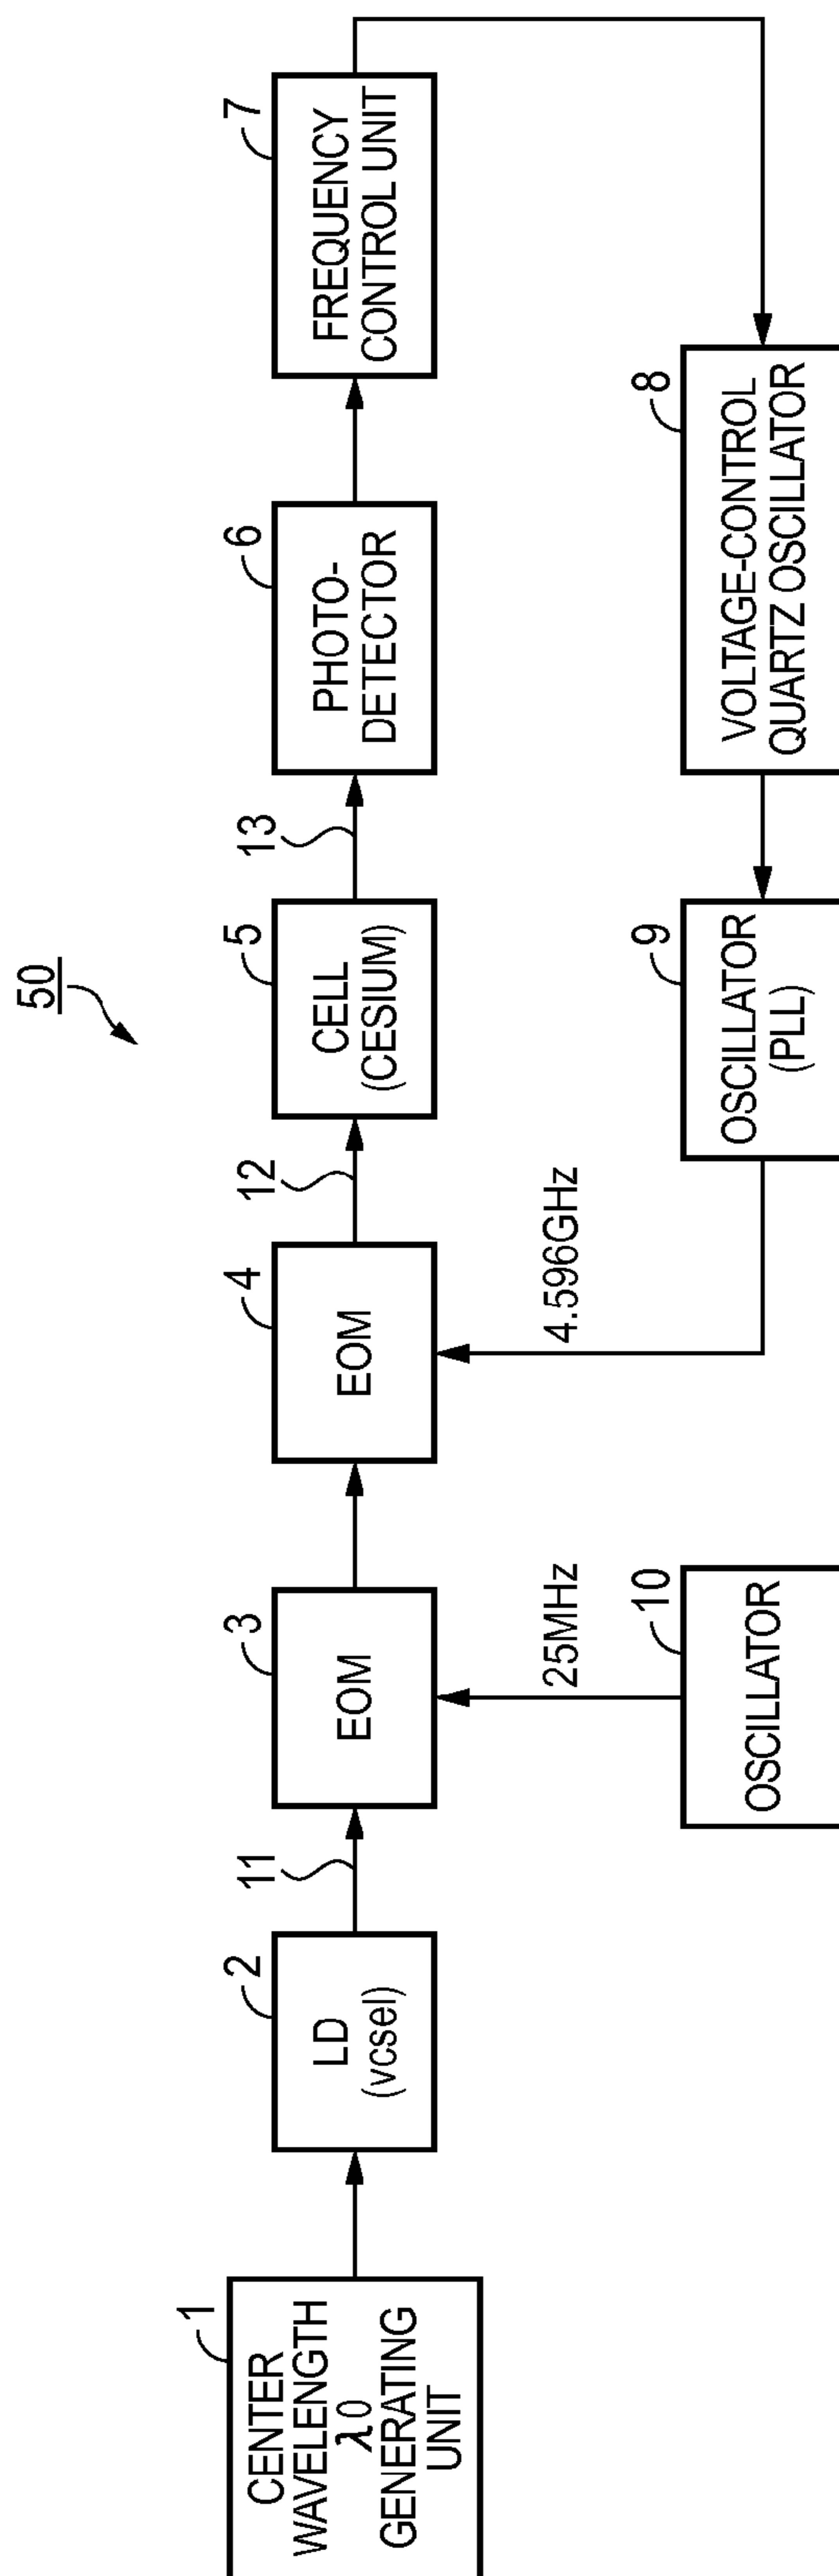 50
1
CENTER
WAVELENGTH
λ0
GENERATING
UNIT
2
LD
(vcsel)
11
3
EOM
4
EOM
12
5
CELL
(CESIUM)
13
6
PHOTO-
DETECTOR
7
FREQUENCY
CONTROL UNIT
25MHz
4.596GHz
10
OSCILLATOR
9
OSCILLATOR
(PLL)
8
VOLTAGE-CONTROL
QUARTZ OSCILLATOR